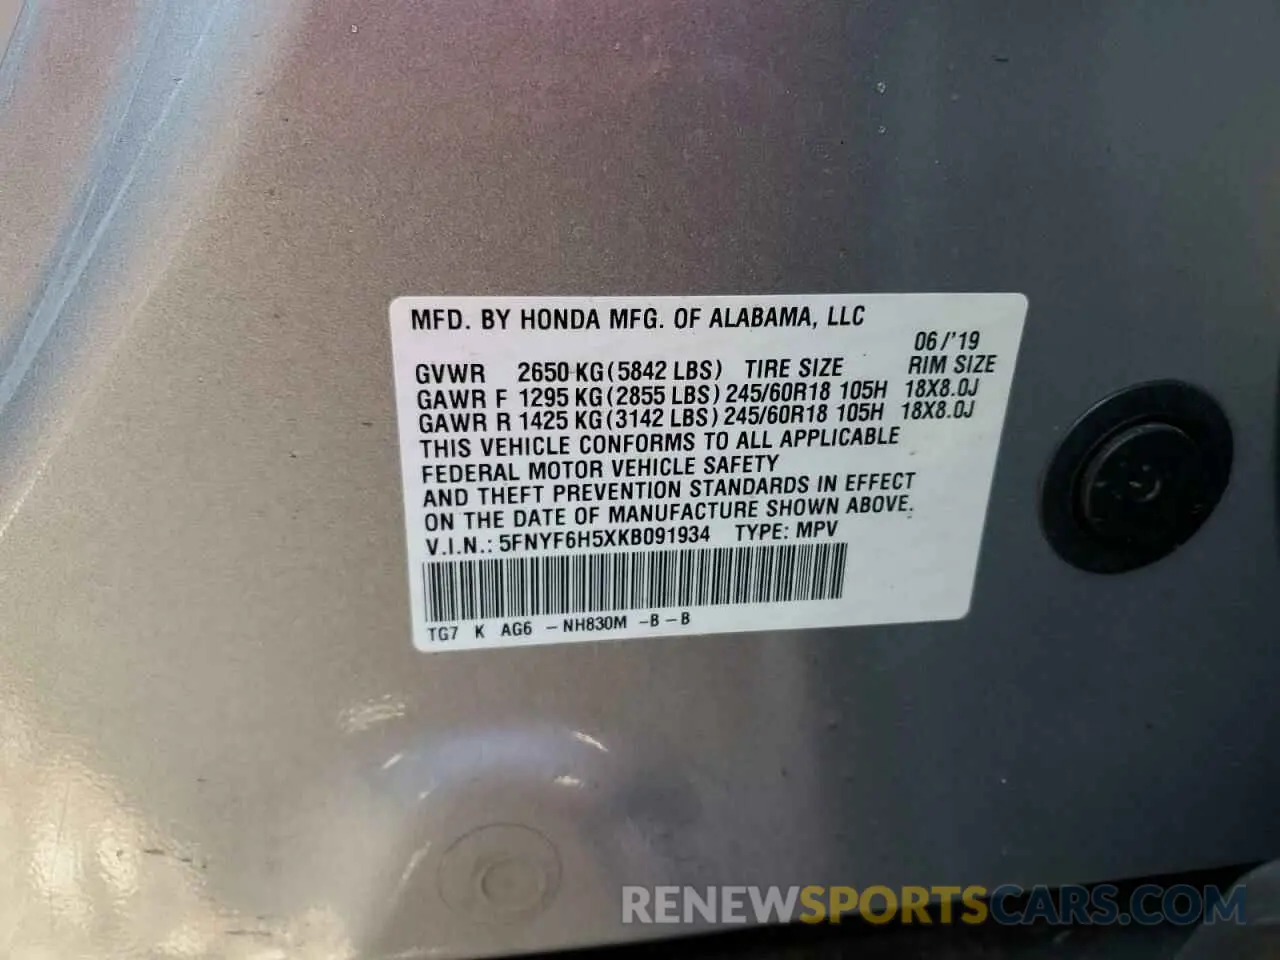 MFD. BY HONDA MFG. OF ALABAMA, LLC
06/'19
GVWR 2650 KG(5842 LBS) TIRE SIZE RIM SIZE
GAWR F 1295 KG(2855 LBS) 245/60R18 105H 18X8.0J
GAWR R 1425 KG(3142 LBS) 245/60R18 105H 18X8.0J
THIS VEHICLE CONFORMS TO ALL APPLICABLE
FEDERAL MOTOR VEHICLE SAFETY
AND THEFT PREVENTION STANDARDS IN EFFECT
ON THE DATE OF MANUFACTURE SHOWN ABOVE.
V.I.N.: 5FNYF6H5XKB091934 TYPE: MPV
TG7 K AG6 -NH830M -B-B
RENEWSPORTSCARS.COM